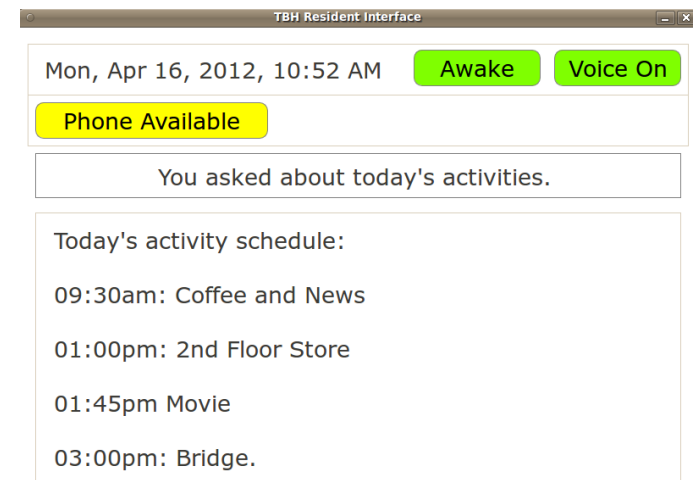 TBH Resident Interface
Mon, Apr 16, 2012, 10:52 AM Awake Voice On
Phone Available
You asked about today's activities.
Today's activity schedule:
09:30am: Coffee and News
01:00pm: 2nd Floor Store
01:45pm Movie
03:00pm: Bridge.